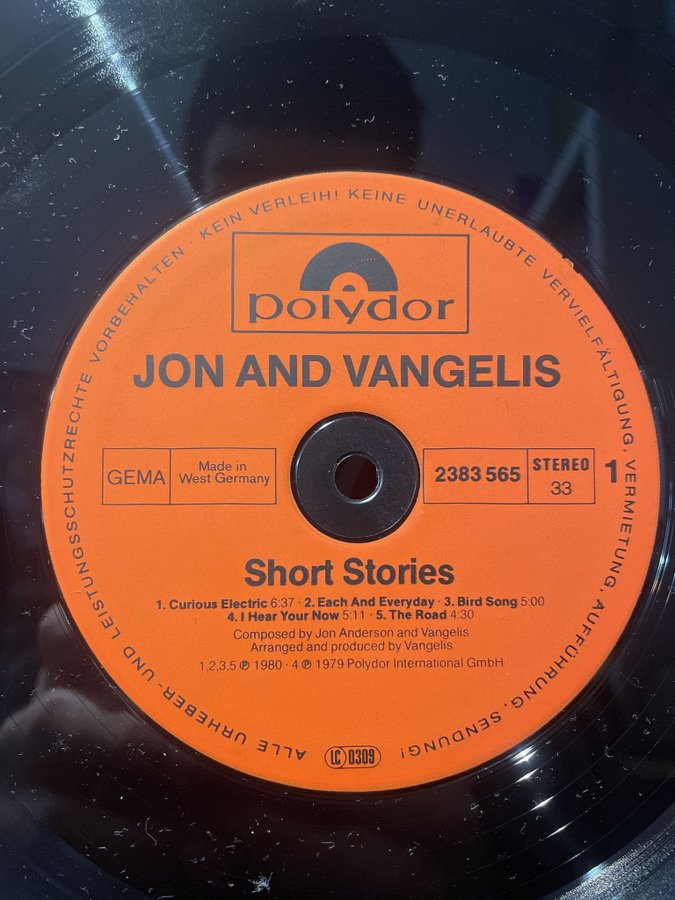 ALLE URHEBER- UND LEISTUNGSSCHUTZRECHTE VORBEHALTEN · KEIN VERLEIH! KEINE UNERLAUBTE VERVIELFÄLTIGUNG, VERMIETUNG, AUFFÜHRUNG, SENDUNG!
polydor
JON AND VANGELIS
GEMA
Made in
West Germany
2383 565
STEREO
33
1
Short Stories
1. Curious Electric 6:37 · 2. Each And Everyday · 3. Bird Song 5:00
4. I Hear Your Now 5:11 · 5. The Road 4:30
Composed by Jon Anderson and Vangelis
Arranged and produced by Vangelis
1,2,3,5 ℗ 1980 · 4 ℗ 1979 Polydor International GmbH
LC 0309